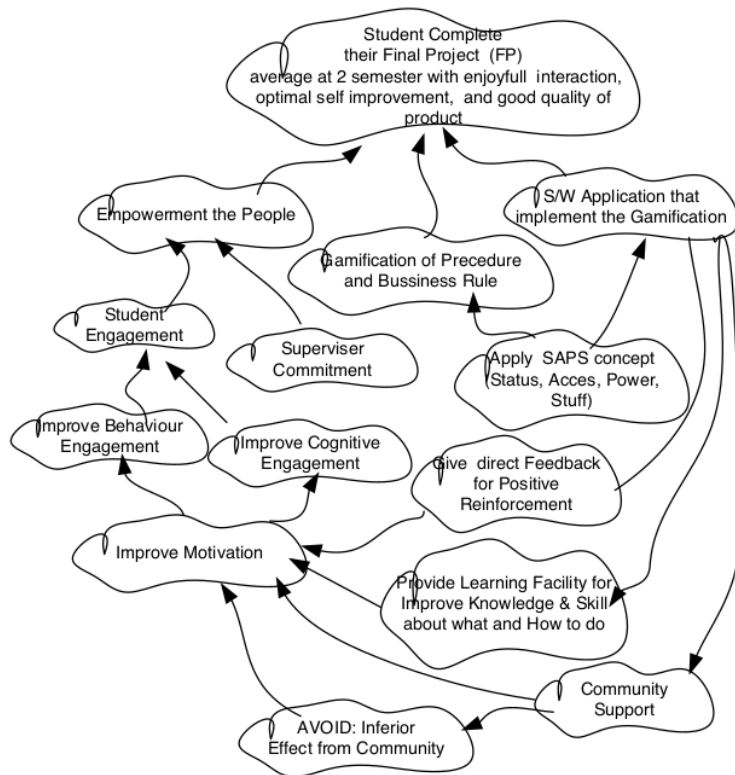 Student Complete
their Final Project (FP)
average at 2 semester with enjoyfull interaction,
optimal self improvement, and good quality of
product
Empowerment the People
S/W Application that
implement the Gamification
Gamification of Precedure
and Bussiness Rule
Student
Engagement
Superviser
Commitment
Apply SAPS concept
(Status, Acces, Power,
Stuff)
Improve Behaviour
Engagement
Improve Cognitive
Engagement
Give direct Feedback
for Positive
Reinforcement
Improve Motivation
Provide Learning Facility for
Improve Knowledge & Skill
about what and How to do
Community
Support
AVOID: Inferior
Effect from Community